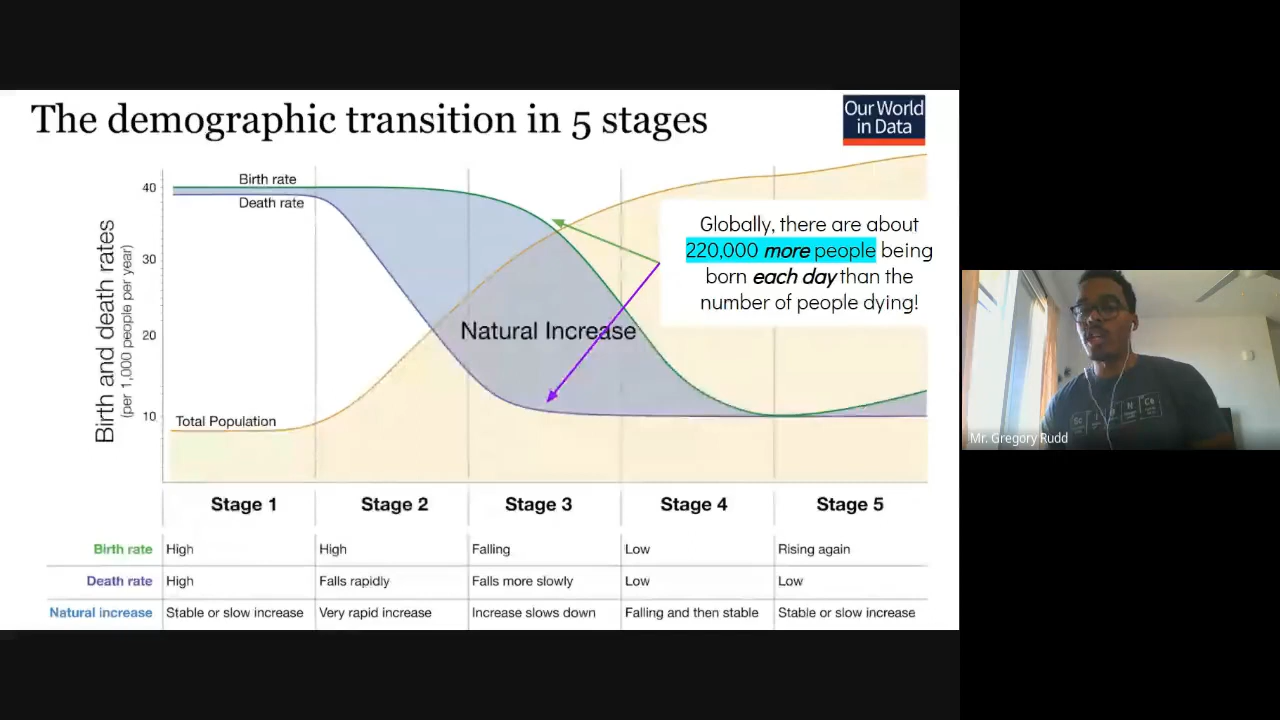 The demographic transition in 5 stages
Our World
in Data
Birth and death rates
(per 1,000 people per year)
40
30
20
10
Birth rate
Death rate
Total Population
Natural Increase
Globally, there are about
220,000 more people being
born each day than the
number of people dying!
Stage 1 Stage 2 Stage 3 Stage 4 Stage 5
Birth rate High High Falling Low Rising again
Death rate High Falls rapidly Falls more slowly Low Low
Natural increase Stable or slow increase Very rapid increase Increase slows down Falling and then stable Stable or slow increase
Sc I e N Ce
Mr. Gregory Rudd